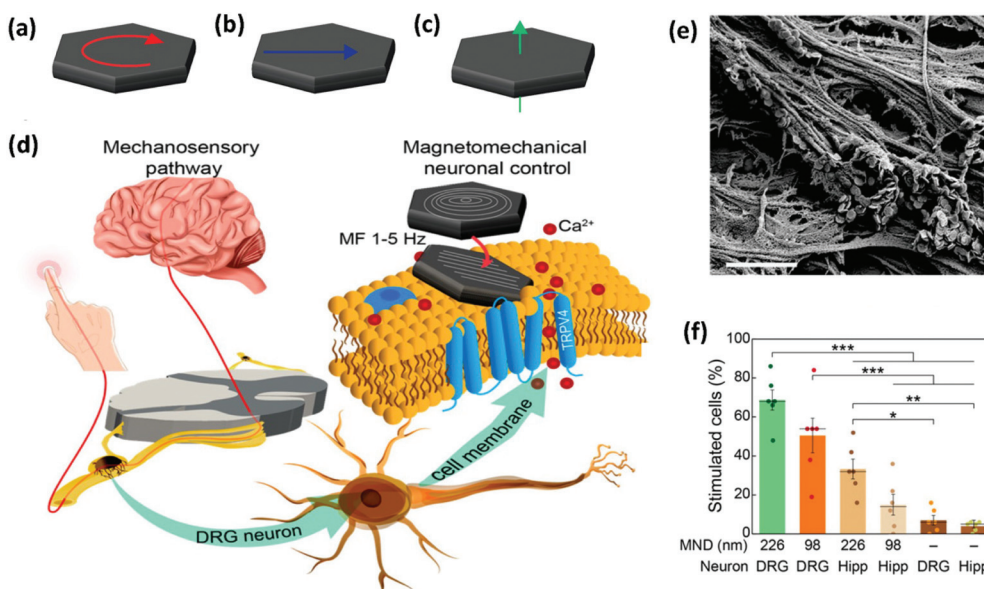 (a)
(b)
(c)
(e)
(d)
Mechanosensory
pathway
Magnetomechanical
neuronal control
MF 1-5 Hz
Ca²⁺
TRPV4
cell membrane
DRG neuron
(f)
Stimulated cells (%)
100
80
60
40
20
0
***
***
**
*
MND (nm) 226 98 226 98 – –
Neuron DRG DRG Hipp Hipp DRG Hipp